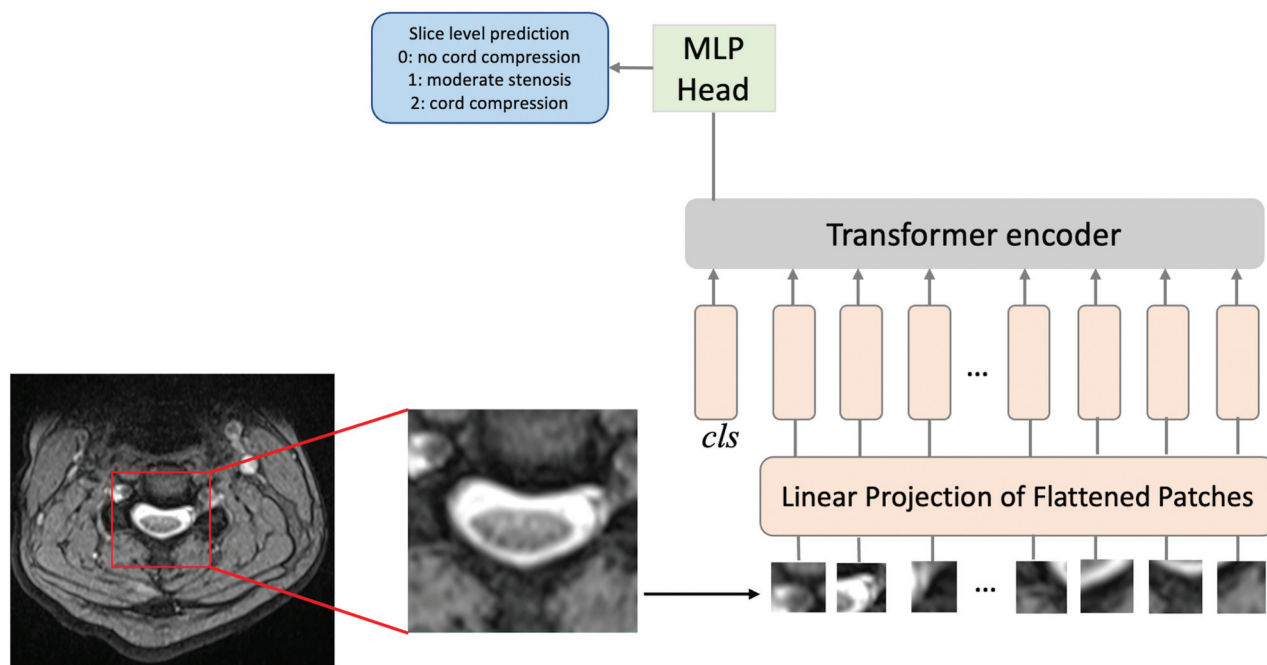 Slice level prediction
0: no cord compression
1: moderate stenosis
2: cord compression
MLP
Head
Transformer encoder
...
cls
Linear Projection of Flattened Patches
...